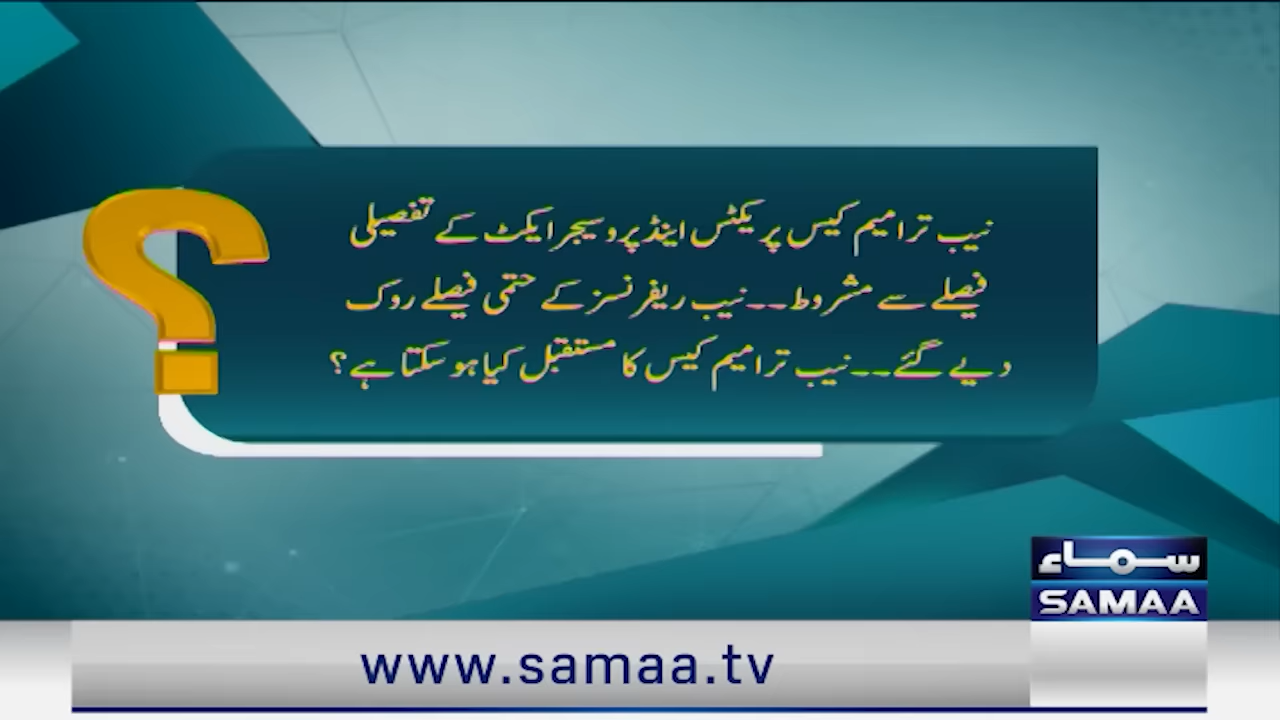 نیب ترامیم کیس پریکٹس اینڈ پروسیجر ایکٹ کے تفصیلی
فیصلے سے مشروط۔۔نیب ریفرنسز کے حتمی فیصلے روک
دیے گئے۔۔نیب ترامیم کیس کا مستقبل کیا ہو سکتا ہے؟
سماء
SAMAA
www.samaa.tv